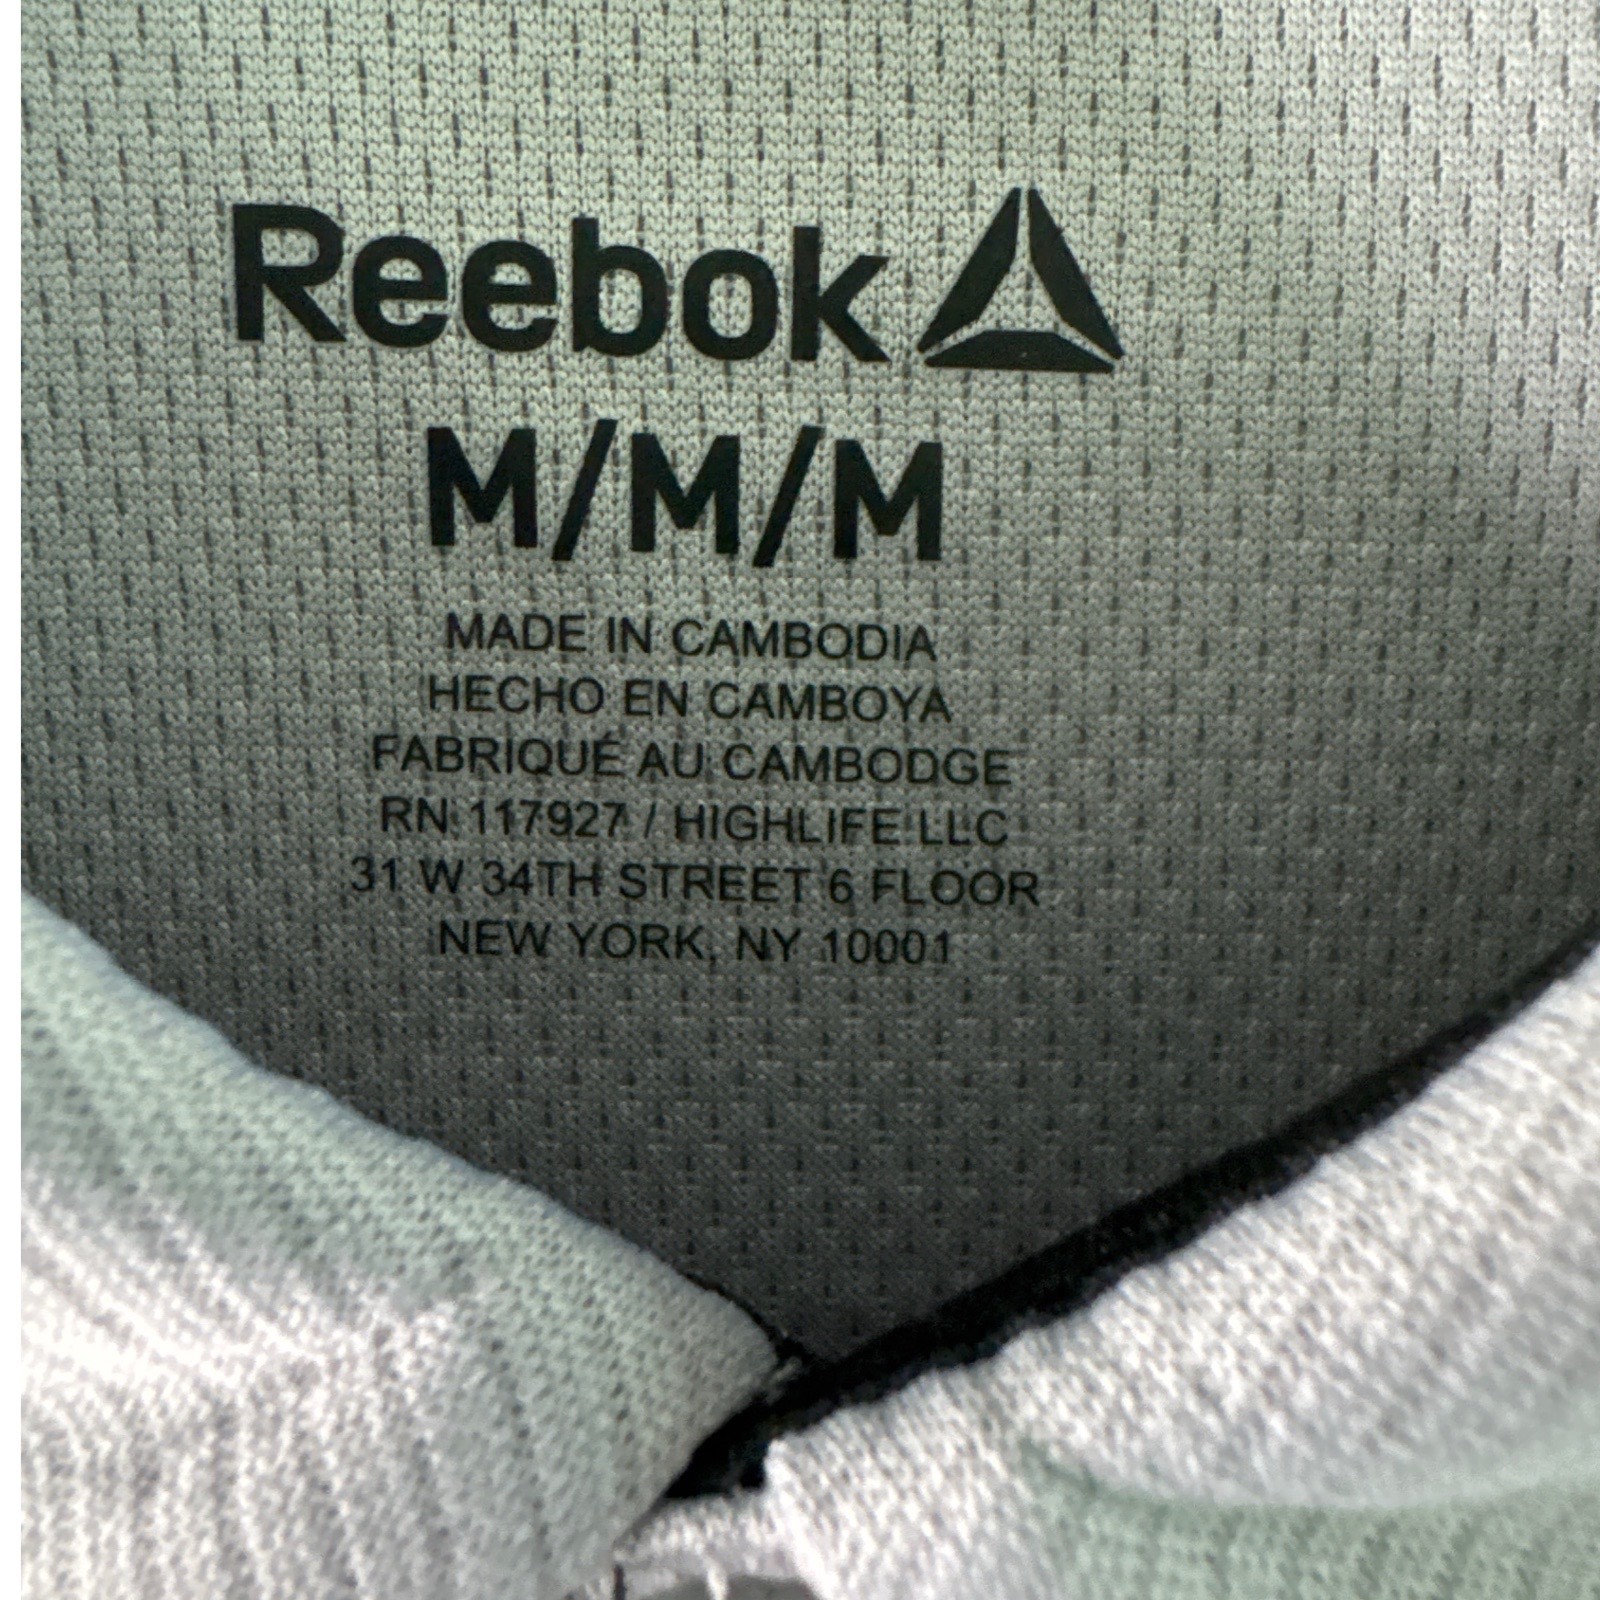 Reebok
M/M/M
MADE IN CAMBODIA
HECHO EN CAMBOYA
FABRIQUÉ AU CAMBODGE
RN 117927 / HIGHLIFE LLC
31 W 34TH STREET 6 FLOOR
NEW YORK, NY 10001